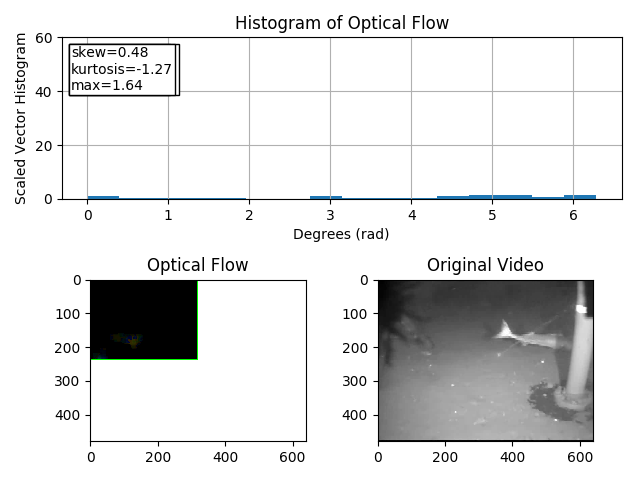 Histogram of Optical Flow
60
40
20
0
Scaled Vector Histogram
skew=0.48
kurtosis=-1.27
max=1.64
0 1 2 3 4 5 6
Degrees (rad)
Optical Flow
0
100
200
300
400
0 200 400 600
Original Video
0
100
200
300
400
0 200 400 600